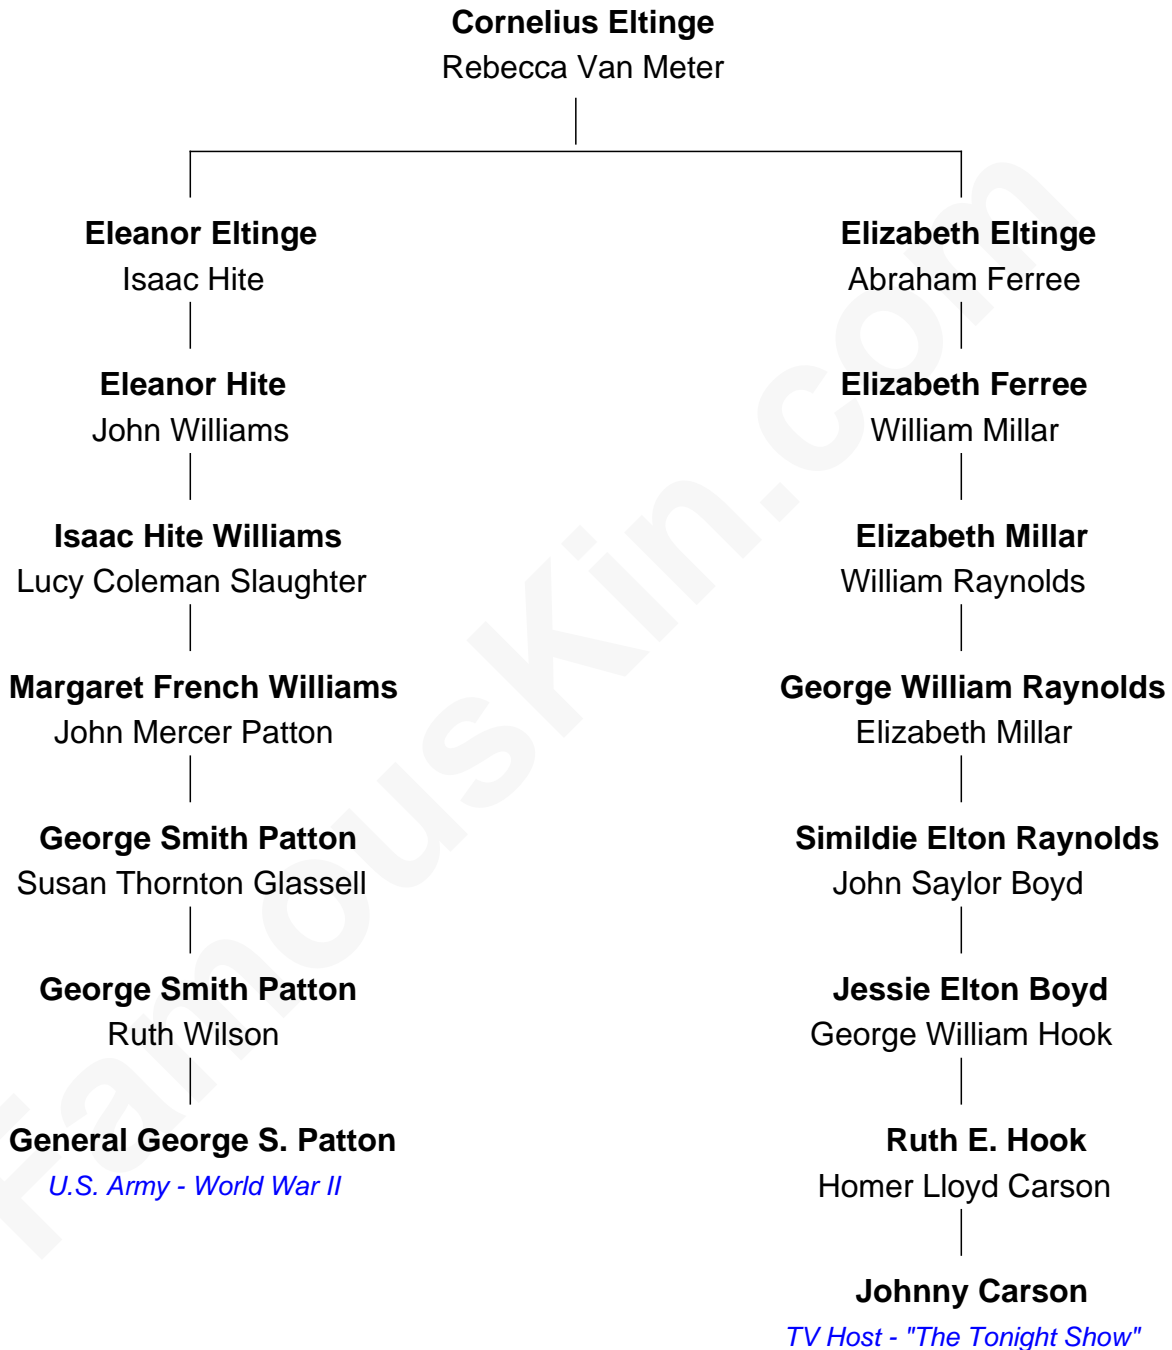 Cornelius Eltinge
Rebecca Van Meter
Eleanor Eltinge
Isaac Hite
Elizabeth Eltinge
Abraham Ferree
Eleanor Hite
John Williams
Elizabeth Ferree
William Millar
Isaac Hite Williams
Lucy Coleman Slaughter
Elizabeth Millar
William Raynolds
Margaret French Williams
John Mercer Patton
George William Raynolds
Elizabeth Millar
George Smith Patton
Susan Thornton Glassell
Simildie Elton Raynolds
John Saylor Boyd
George Smith Patton
Ruth Wilson
Jessie Elton Boyd
George William Hook
General George S. Patton
U.S. Army - World War II
Ruth E. Hook
Homer Lloyd Carson
Johnny Carson
TV Host - "The Tonight Show"
FamousKin.com